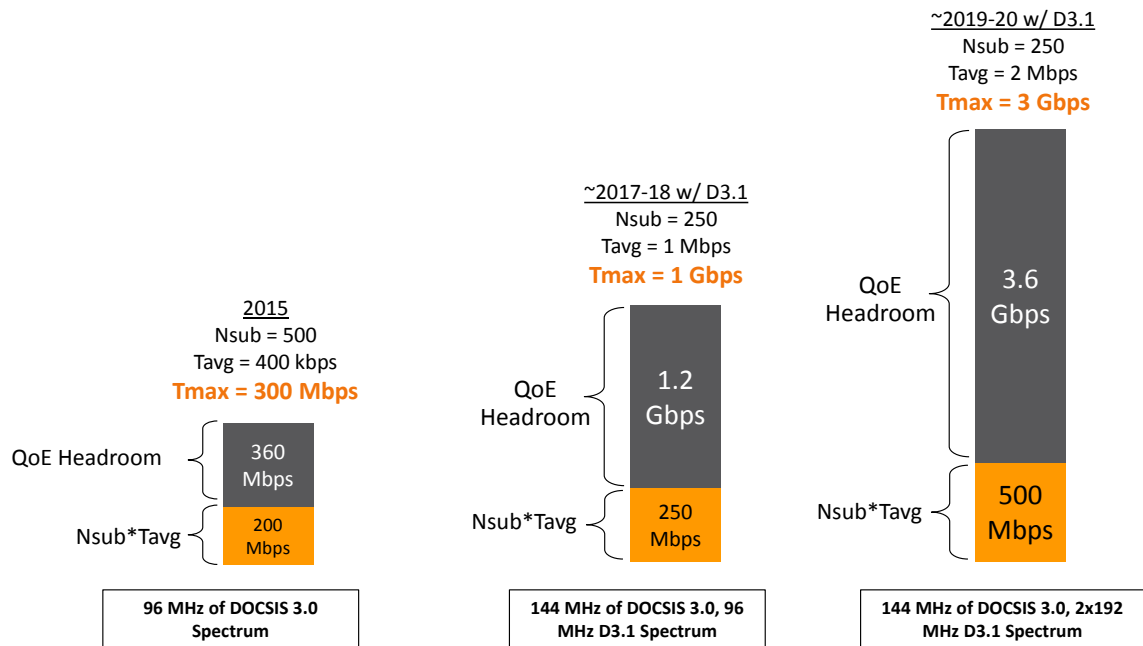 2015
Nsub = 500
Tavg = 400 kbps
Tmax = 300 Mbps
QoE Headroom
360
Mbps
Nsub*Tavg
200
Mbps
96 MHz of DOCSIS 3.0
Spectrum
~2017-18 w/ D3.1
Nsub = 250
Tavg = 1 Mbps
Tmax = 1 Gbps
QoE
Headroom
1.2
Gbps
Nsub*Tavg
250
Mbps
144 MHz of DOCSIS 3.0, 96
MHz D3.1 Spectrum
~2019-20 w/ D3.1
Nsub = 250
Tavg = 2 Mbps
Tmax = 3 Gbps
QoE
Headroom
3.6
Gbps
Nsub*Tavg
500
Mbps
144 MHz of DOCSIS 3.0, 2x192
MHz D3.1 Spectrum